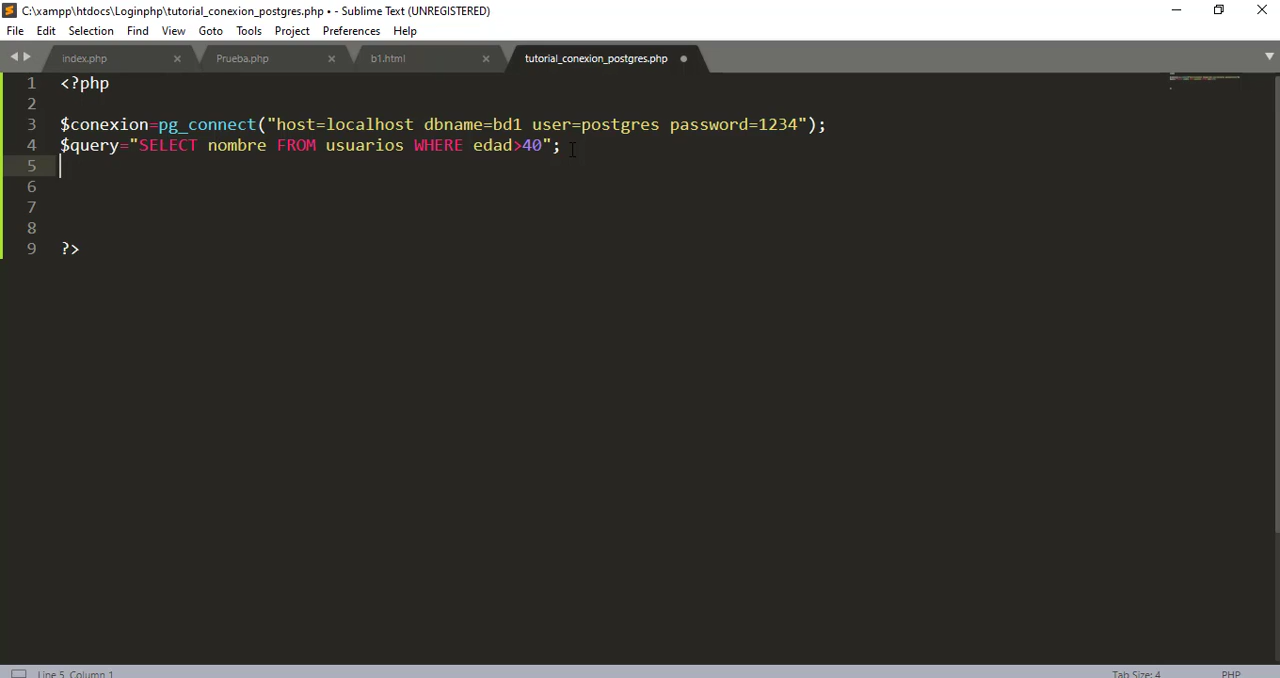 C:\xampp\htdocs\Loginphp\tutorial_conexion_postgres.php • - Sublime Text (UNREGISTERED)
File Edit Selection Find View Goto Tools Project Preferences Help
index.php Prueba.php b1.html tutorial_conexion_postgres.php
1 <?php
2
3 $conexion=pg_connect("host=localhost dbname=bd1 user=postgres password=1234");
4 $query="SELECT nombre FROM usuarios WHERE edad>40";
5
6
7
8
9 ?>
Line 5, Column 1 Tab Size: 4 PHP